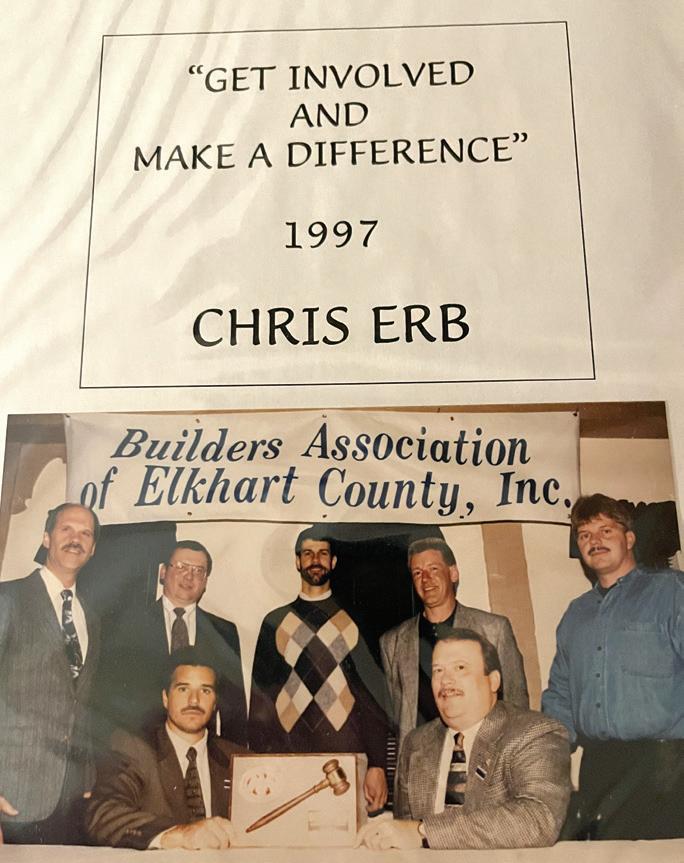 “GET INVOLVED
AND
MAKE A DIFFERENCE”
1997
CHRIS ERB
Builders Association
of Elkhart County, Inc.